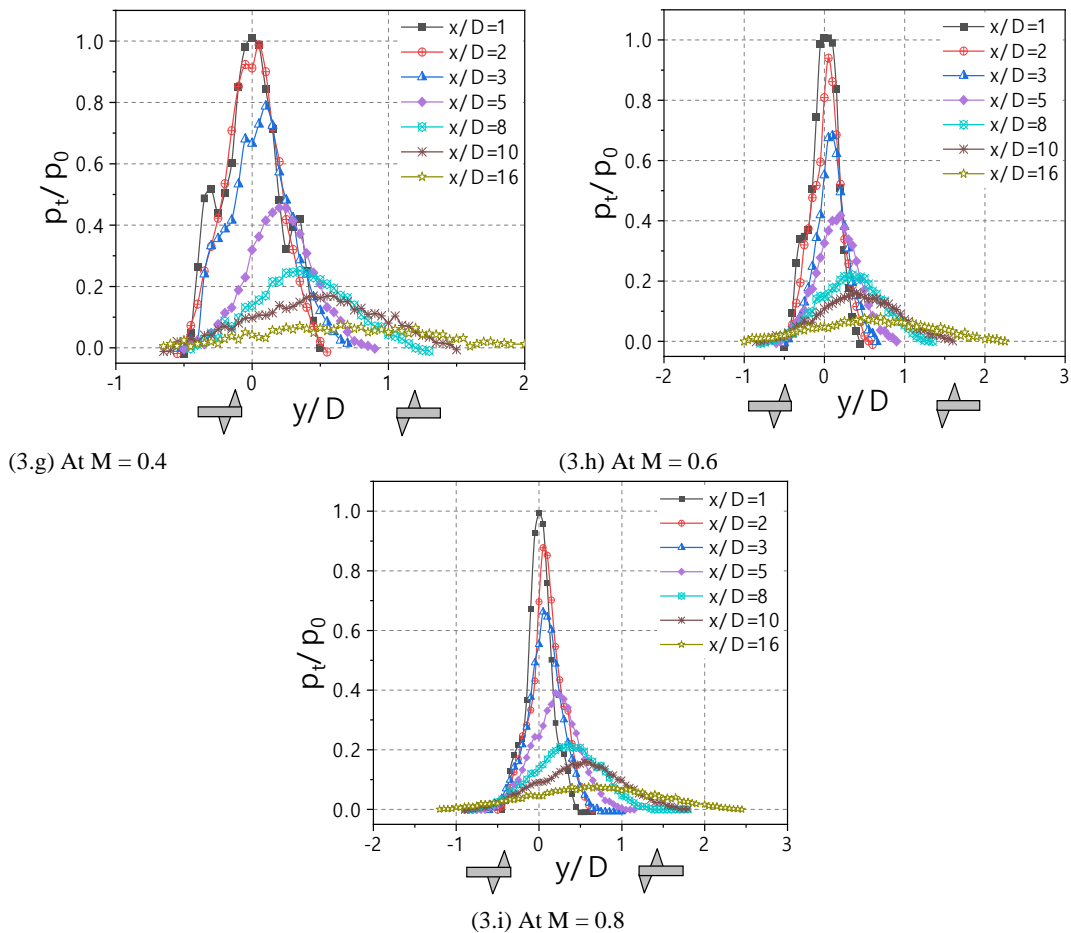 1.0
0.8
0.6
0.4
0.2
0.0
pt/p0
-1 0 1 2
y/D
x/D=1
x/D=2
x/D=3
x/D=5
x/D=8
x/D=10
x/D=16
(3.g) At M = 0.4
1.0
0.8
0.6
0.4
0.2
0.0
pt/p0
-2 -1 0 1 2 3
y/D
x/D=1
x/D=2
x/D=3
x/D=5
x/D=8
x/D=10
x/D=16
(3.h) At M = 0.6
1.0
0.8
0.6
0.4
0.2
0.0
pt/p0
-2 -1 0 1 2 3
y/D
x/D=1
x/D=2
x/D=3
x/D=5
x/D=8
x/D=10
x/D=16
(3.i) At M = 0.8